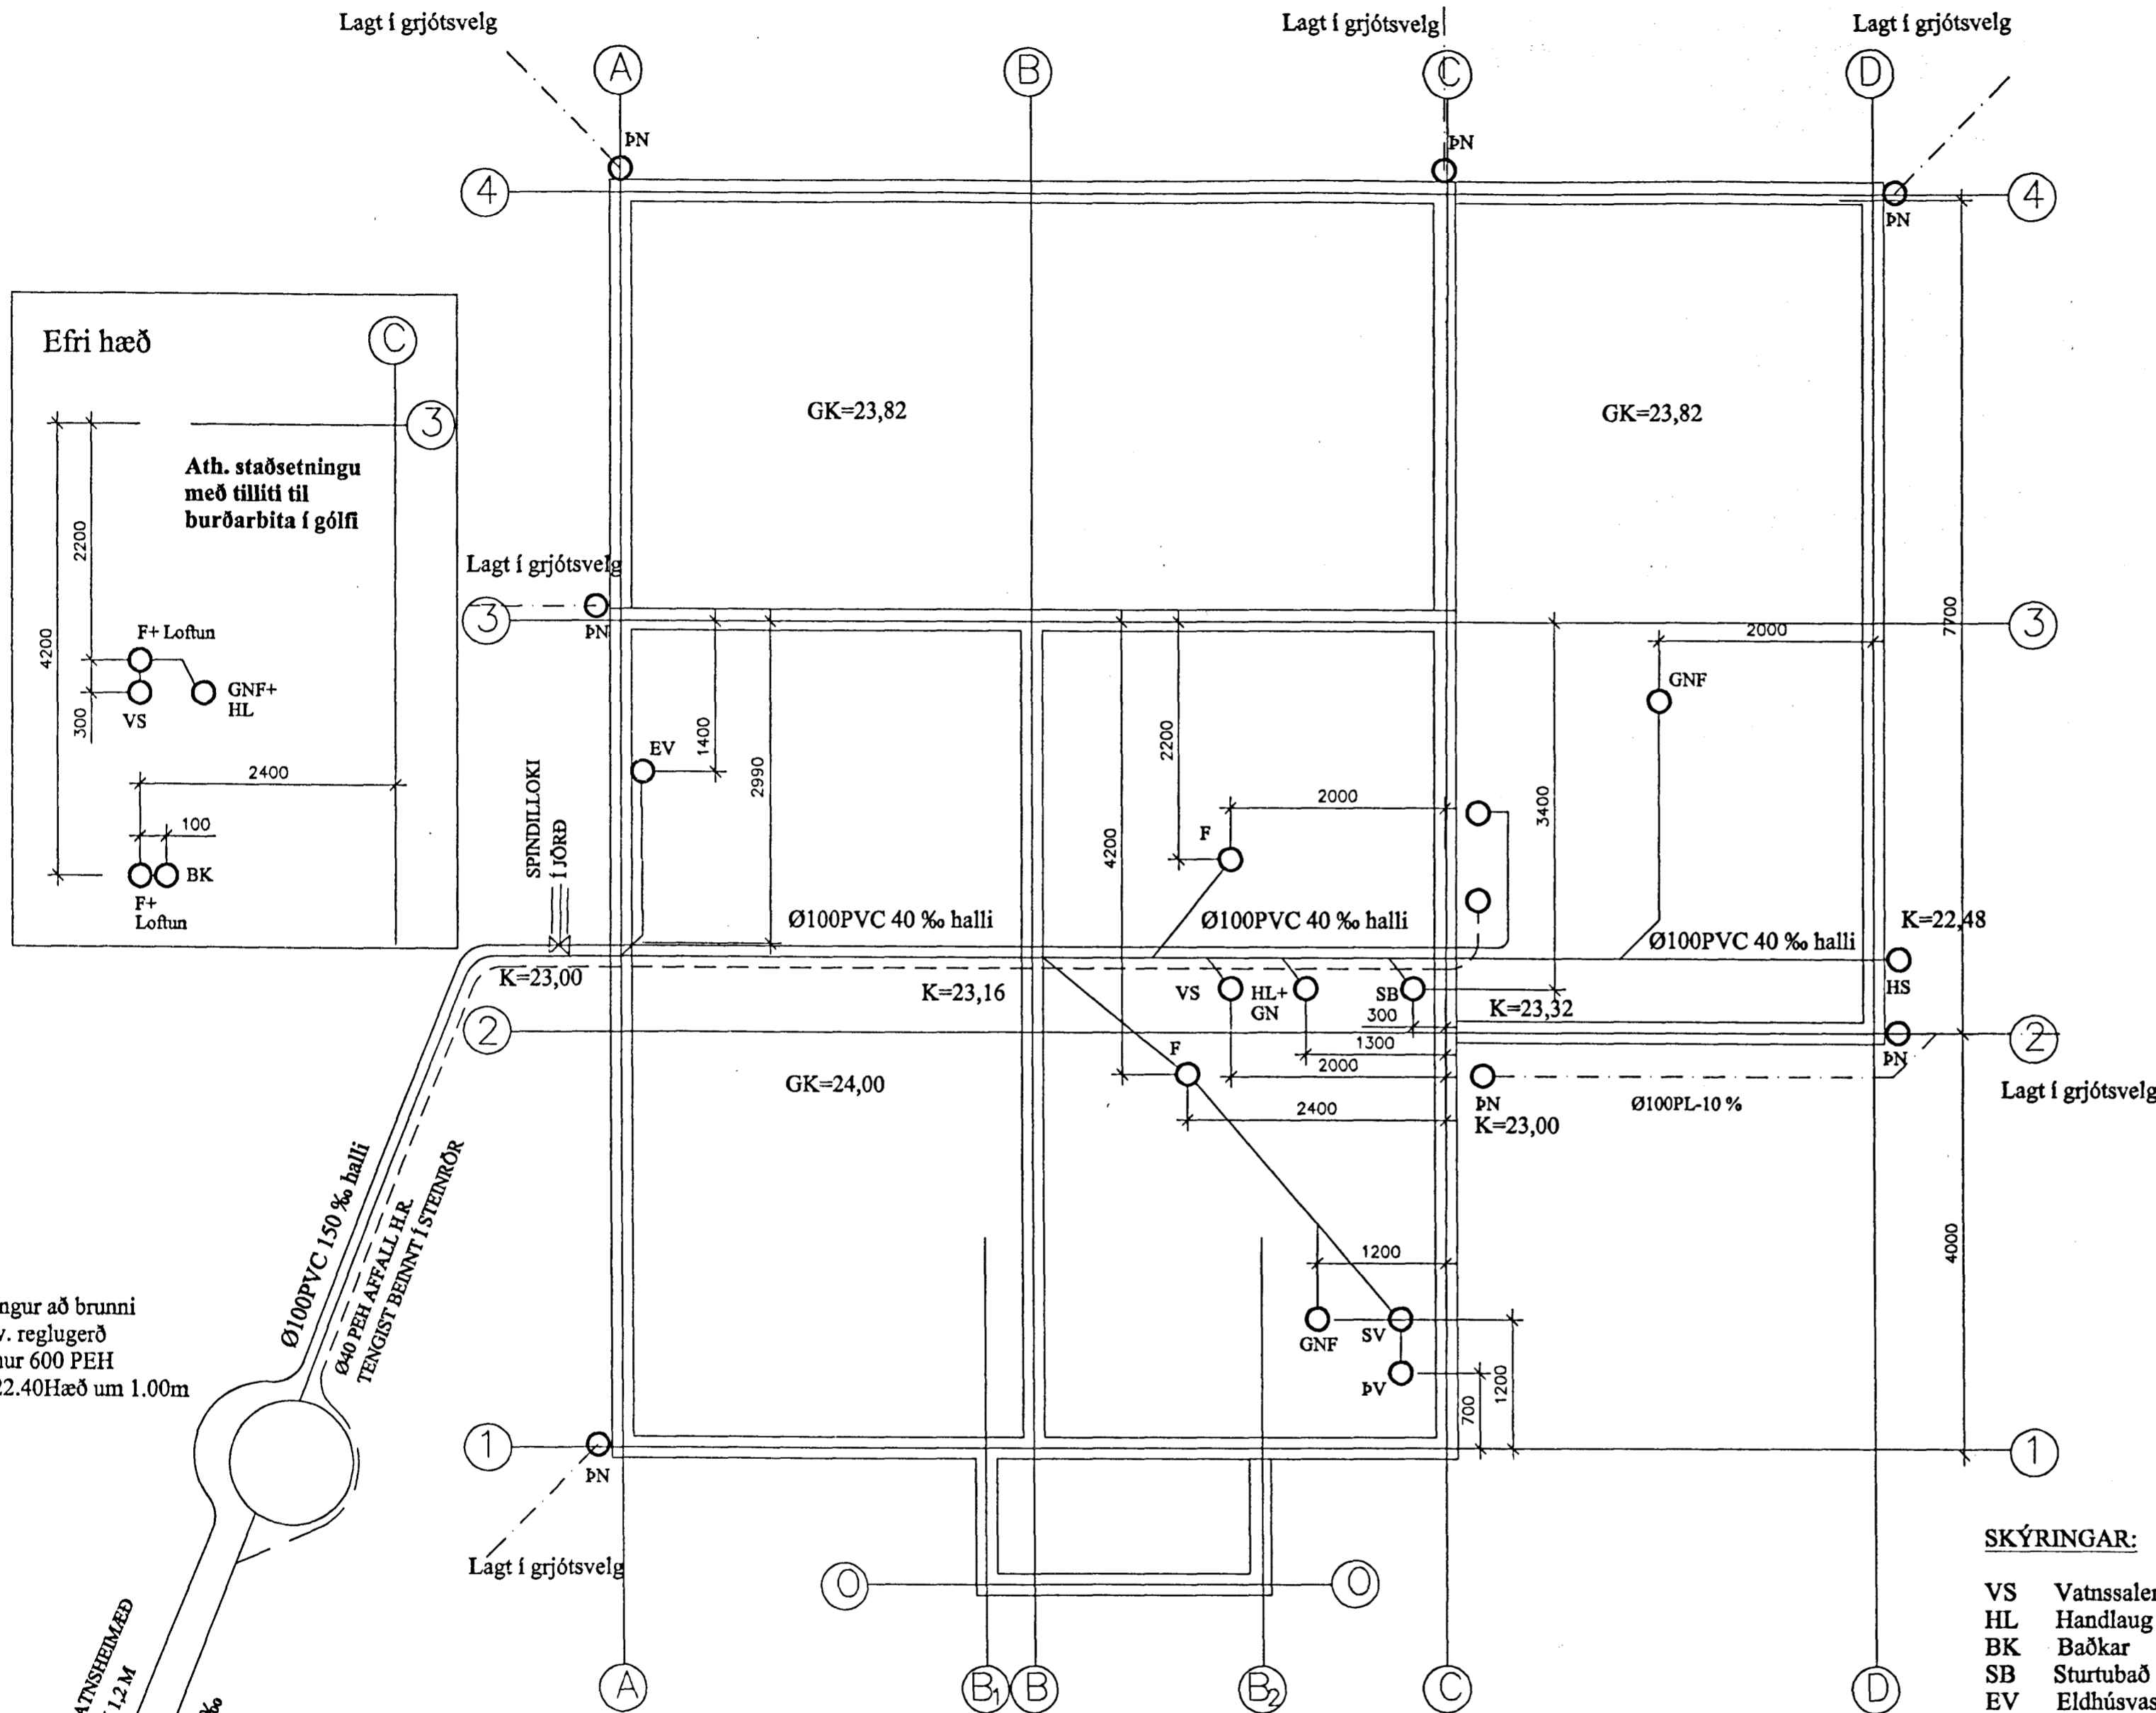 Lagt í grjótsvelg
Lagt í grjótsvelg
Lagt í grjótsvelg
A
B
C
D
ÞN
ÞN
4
4
ÞN
Efri hæð
C
3
Ath. staðsetningu
með tilliti til
burðarbita í gólfi
2200
4200
300
F+ Loftun
VS
GNF+
HL
2400
100
BK
F+
Loftun
GK=23,82
GK=23,82
7700
Lagt í grjótsvelg
3
ÞN
3
2000
GNF
EV
1400
2990
SPINDILLOKI
Í JÖRÐ
2200
4200
2000
F
3400
Ø100PVC 40 ‰ halli
Ø100PVC 40 ‰ halli
Ø100PVC 40 ‰ halli
K=22,48
HS
K=23,00
K=23,16
VS
HL+
GN
SB
K=23,32
300
1300
2000
2
2
ÞN
F
GK=24,00
2400
ÞN
K=23,00
Ø100PL-10 %
Lagt í grjótsvelg
4000
Ø100PVC 150 ‰ halli
Ø40 PEH AFFALL H.R.
TENGIST BEINNT Í STEINRÖR
ngur að brunni
v. reglugerð
ur 600 PEH
22.40Hæð um 1.00m
1200
GNF
SV
ÞV
1200
700
1
ÞN
1
Lagt í grjótsvelg
O
O
ATNSHEIMÆÐ
1,2 M
‰
A
B1
B
B2
C
D
SKÝRINGAR:
VS Vatnssaler
HL Handlaug
BK Baðkar
SB Sturtubað
EV Eldhúsvas